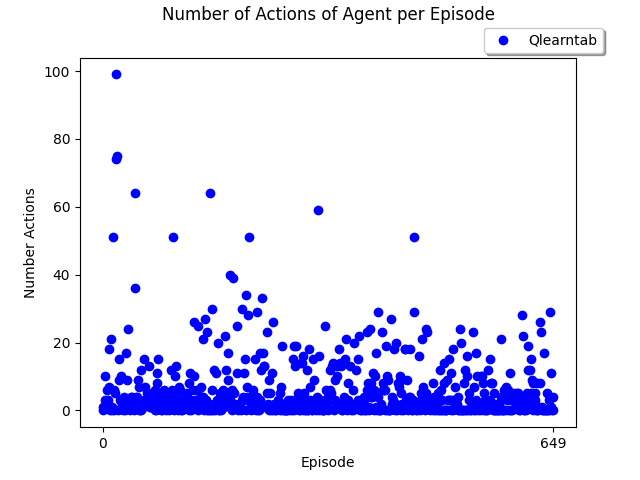 Number of Actions of Agent per Episode
Qlearntab
100
80
60
40
20
0
Number Actions
0 649
Episode